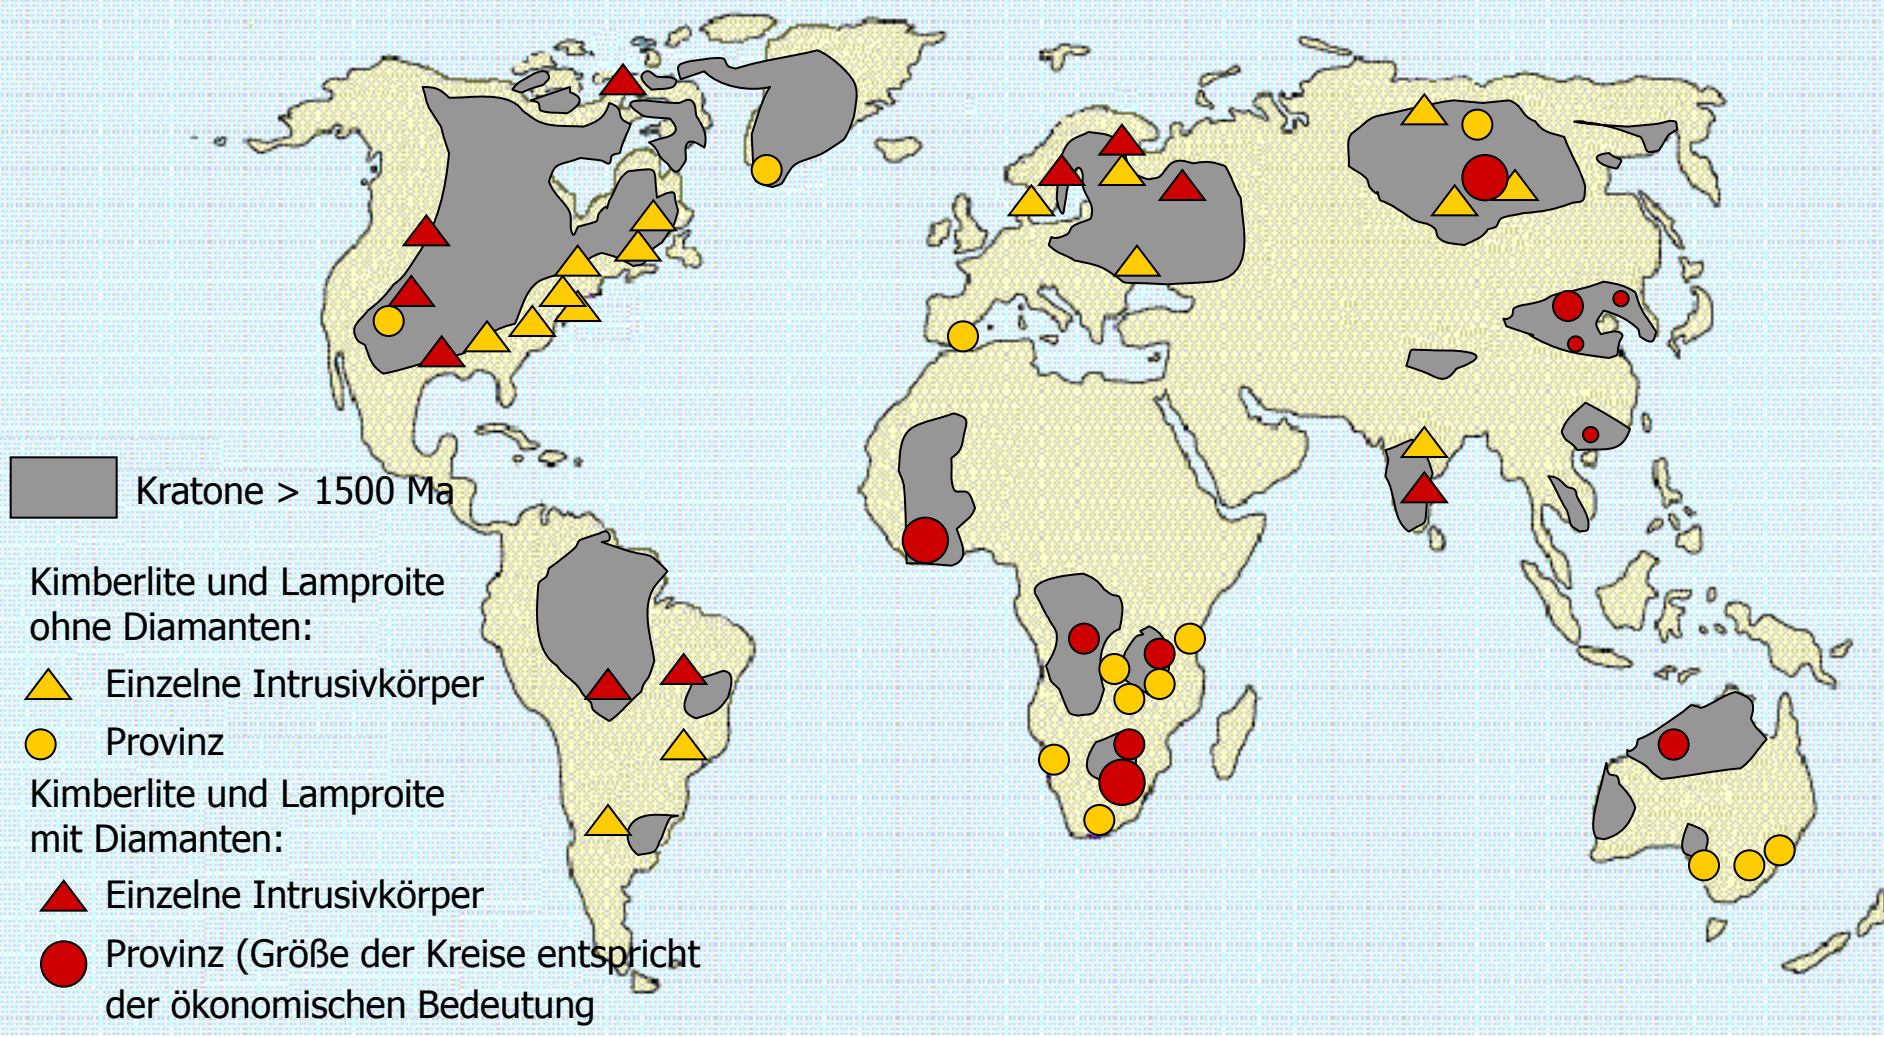 Kratone > 1500 Ma
Kimberlite und Lamproite
ohne Diamanten:
Einzelne Intrusivkörper
Provinz
Kimberlite und Lamproite
mit Diamanten:
Einzelne Intrusivkörper
Provinz (Größe der Kreise entspricht
der ökonomischen Bedeutung